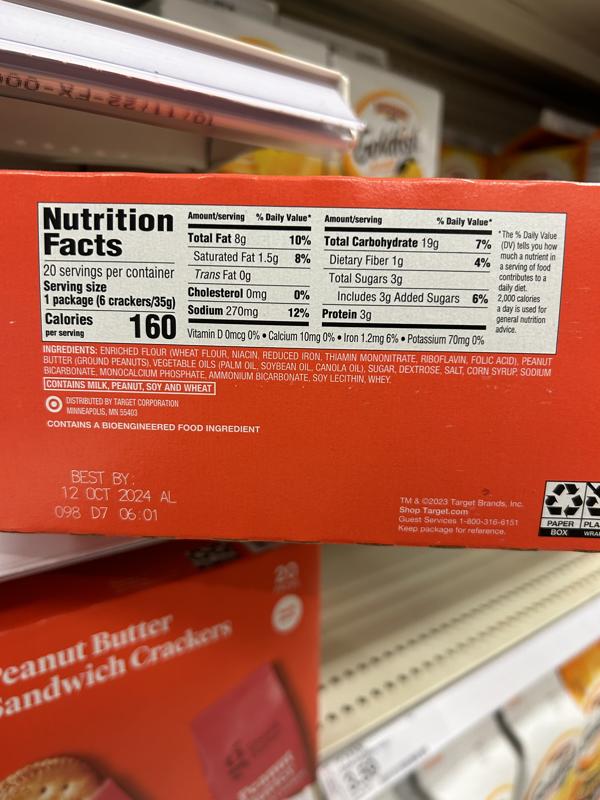 Goldfish
Nutrition
Facts
20 servings per container
Serving size
1 package (6 crackers/35g)
Calories
per serving
160
Amount/serving % Daily Value*
Total Fat 8g 10%
Saturated Fat 1.5g 8%
Trans Fat 0g
Cholesterol 0mg 0%
Sodium 270mg 12%
Amount/serving % Daily Value*
Total Carbohydrate 19g 7%
Dietary Fiber 1g 4%
Total Sugars 3g
Includes 3g Added Sugars 6%
Protein 3g
Vitamin D 0mcg 0% • Calcium 10mg 0% • Iron 1.2mg 6% • Potassium 70mg 0%
*The % Daily Value
(DV) tells you how
much a nutrient in
a serving of food
contributes to a
daily diet.
2,000 calories
a day is used for
general nutrition
advice.
INGREDIENTS: ENRICHED FLOUR (WHEAT FLOUR, NIACIN, REDUCED IRON, THIAMIN MONONITRATE, RIBOFLAVIN, FOLIC ACID), PEANUT
BUTTER (GROUND PEANUTS), VEGETABLE OILS (PALM OIL, SOYBEAN OIL, CANOLA OIL), SUGAR, DEXTROSE, SALT, CORN SYRUP, SODIUM
BICARBONATE, MONOCALCIUM PHOSPHATE, AMMONIUM BICARBONATE, SOY LECITHIN, WHEY.
CONTAINS MILK, PEANUT, SOY AND WHEAT
DISTRIBUTED BY TARGET CORPORATION
MINNEAPOLIS, MN 55403
CONTAINS A BIOENGINEERED FOOD INGREDIENT
BEST BY:
12 OCT 2024 AL
098 D7 06:01
TM & ©2023 Target Brands, Inc.
Shop Target.com
Guest Services 1-800-316-6151
Keep package for reference.
PAPER
BOX
20
Peanut Butter
Sandwich Crackers